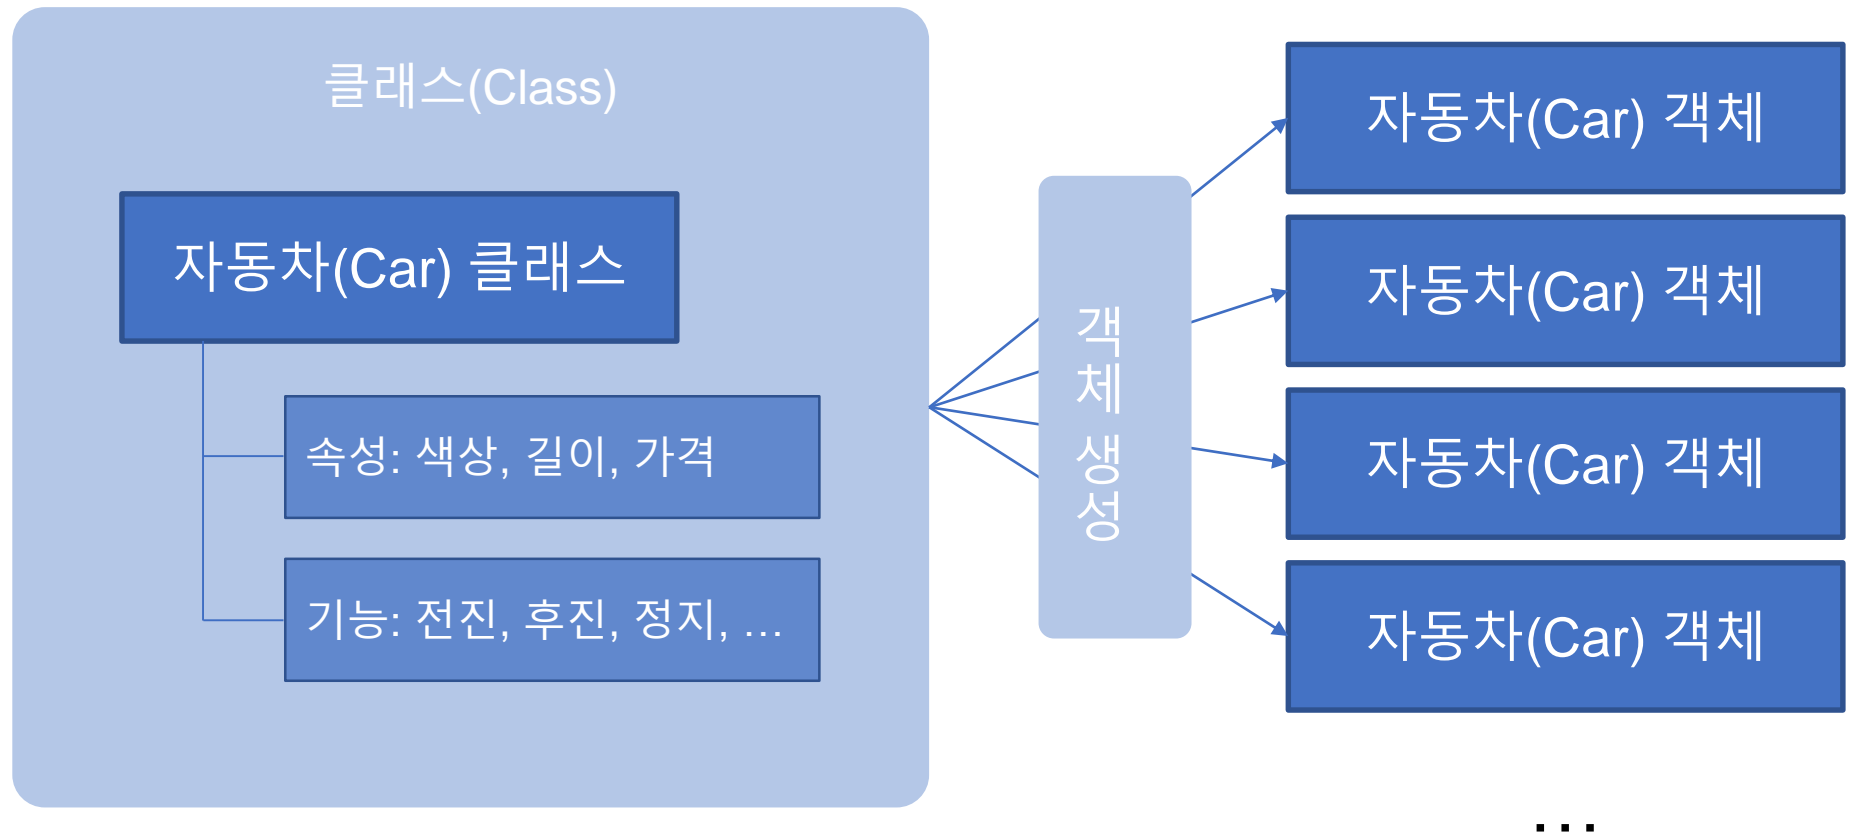 클래스(Class)
자동차(Car) 클래스
속성: 색상, 길이, 가격
기능: 전진, 후진, 정지, …
객체 생성
자동차(Car) 객체
자동차(Car) 객체
자동차(Car) 객체
자동차(Car) 객체
…